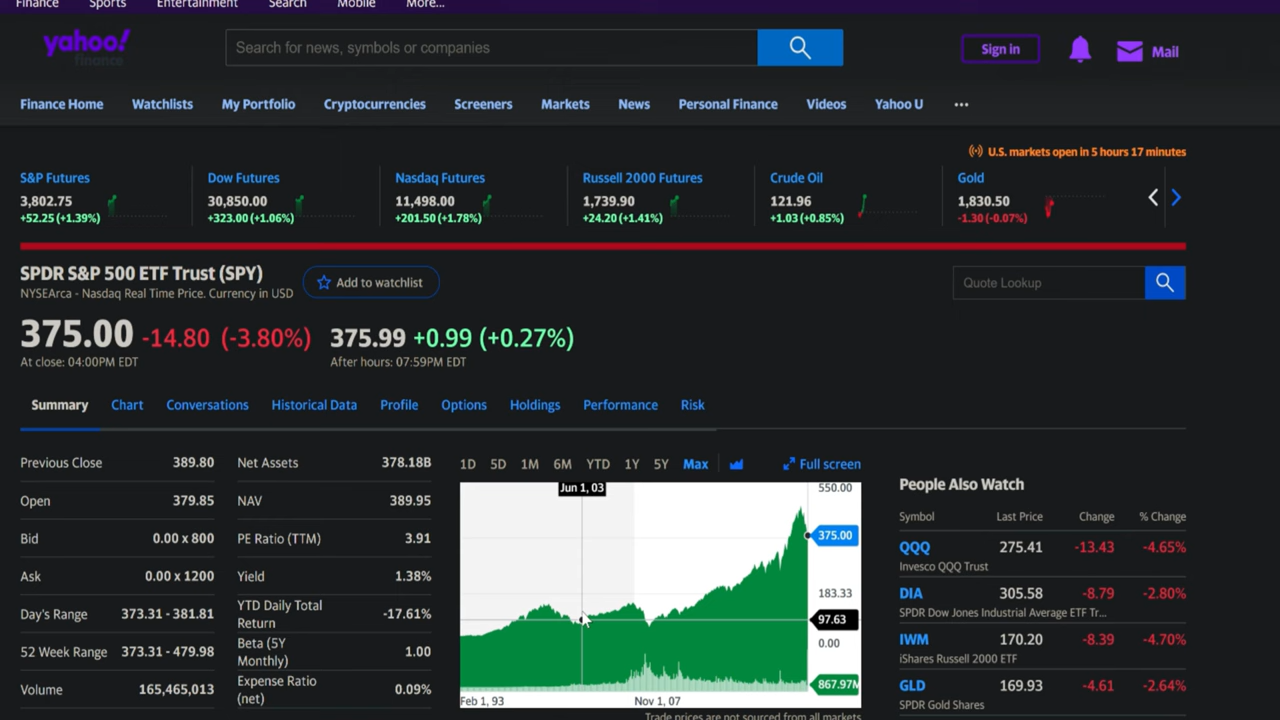 Finance Sports Entertainment Search Mobile More...
yahoo!
finance
Search for news, symbols or companies
Sign in
Mail
Finance Home Watchlists My Portfolio Cryptocurrencies Screeners Markets News Personal Finance Videos Yahoo U ...
U.S. markets open in 5 hours 17 minutes
S&P Futures
3,802.75
+52.25 (+1.39%)
Dow Futures
30,850.00
+323.00 (+1.06%)
Nasdaq Futures
11,498.00
+201.50 (+1.78%)
Russell 2000 Futures
1,739.90
+24.20 (+1.41%)
Crude Oil
121.96
+1.03 (+0.85%)
Gold
1,830.50
-1.30 (-0.07%)
SPDR S&P 500 ETF Trust (SPY)
NYSEArca - Nasdaq Real Time Price. Currency in USD
Add to watchlist
Quote Lookup
375.00 -14.80 (-3.80%)
At close: 04:00PM EDT
375.99 +0.99 (+0.27%)
After hours: 07:59PM EDT
Summary Chart Conversations Historical Data Profile Options Holdings Performance Risk
Previous Close 389.80
Open 379.85
Bid 0.00 x 800
Ask 0.00 x 1200
Day's Range 373.31 - 381.81
52 Week Range 373.31 - 479.98
Volume 165,465,013
Net Assets 378.18B
NAV 389.95
PE Ratio (TTM) 3.91
Yield 1.38%
YTD Daily Total
Return -17.61%
Beta (5Y
Monthly) 1.00
Expense Ratio
(net) 0.09%
1D 5D 1M 6M YTD 1Y 5Y Max Full screen
Jun 1, 03
550.00
375.00
183.33
97.63
0.00
867.97M
Feb 1, 93 Nov 1, 07
Trade prices are not sourced from all markets
People Also Watch
Symbol Last Price Change % Change
QQQ 275.41 -13.43 -4.65%
Invesco QQQ Trust
DIA 305.58 -8.79 -2.80%
SPDR Dow Jones Industrial Average ETF Tr...
IWM 170.20 -8.39 -4.70%
iShares Russell 2000 ETF
GLD 169.93 -4.61 -2.64%
SPDR Gold Shares